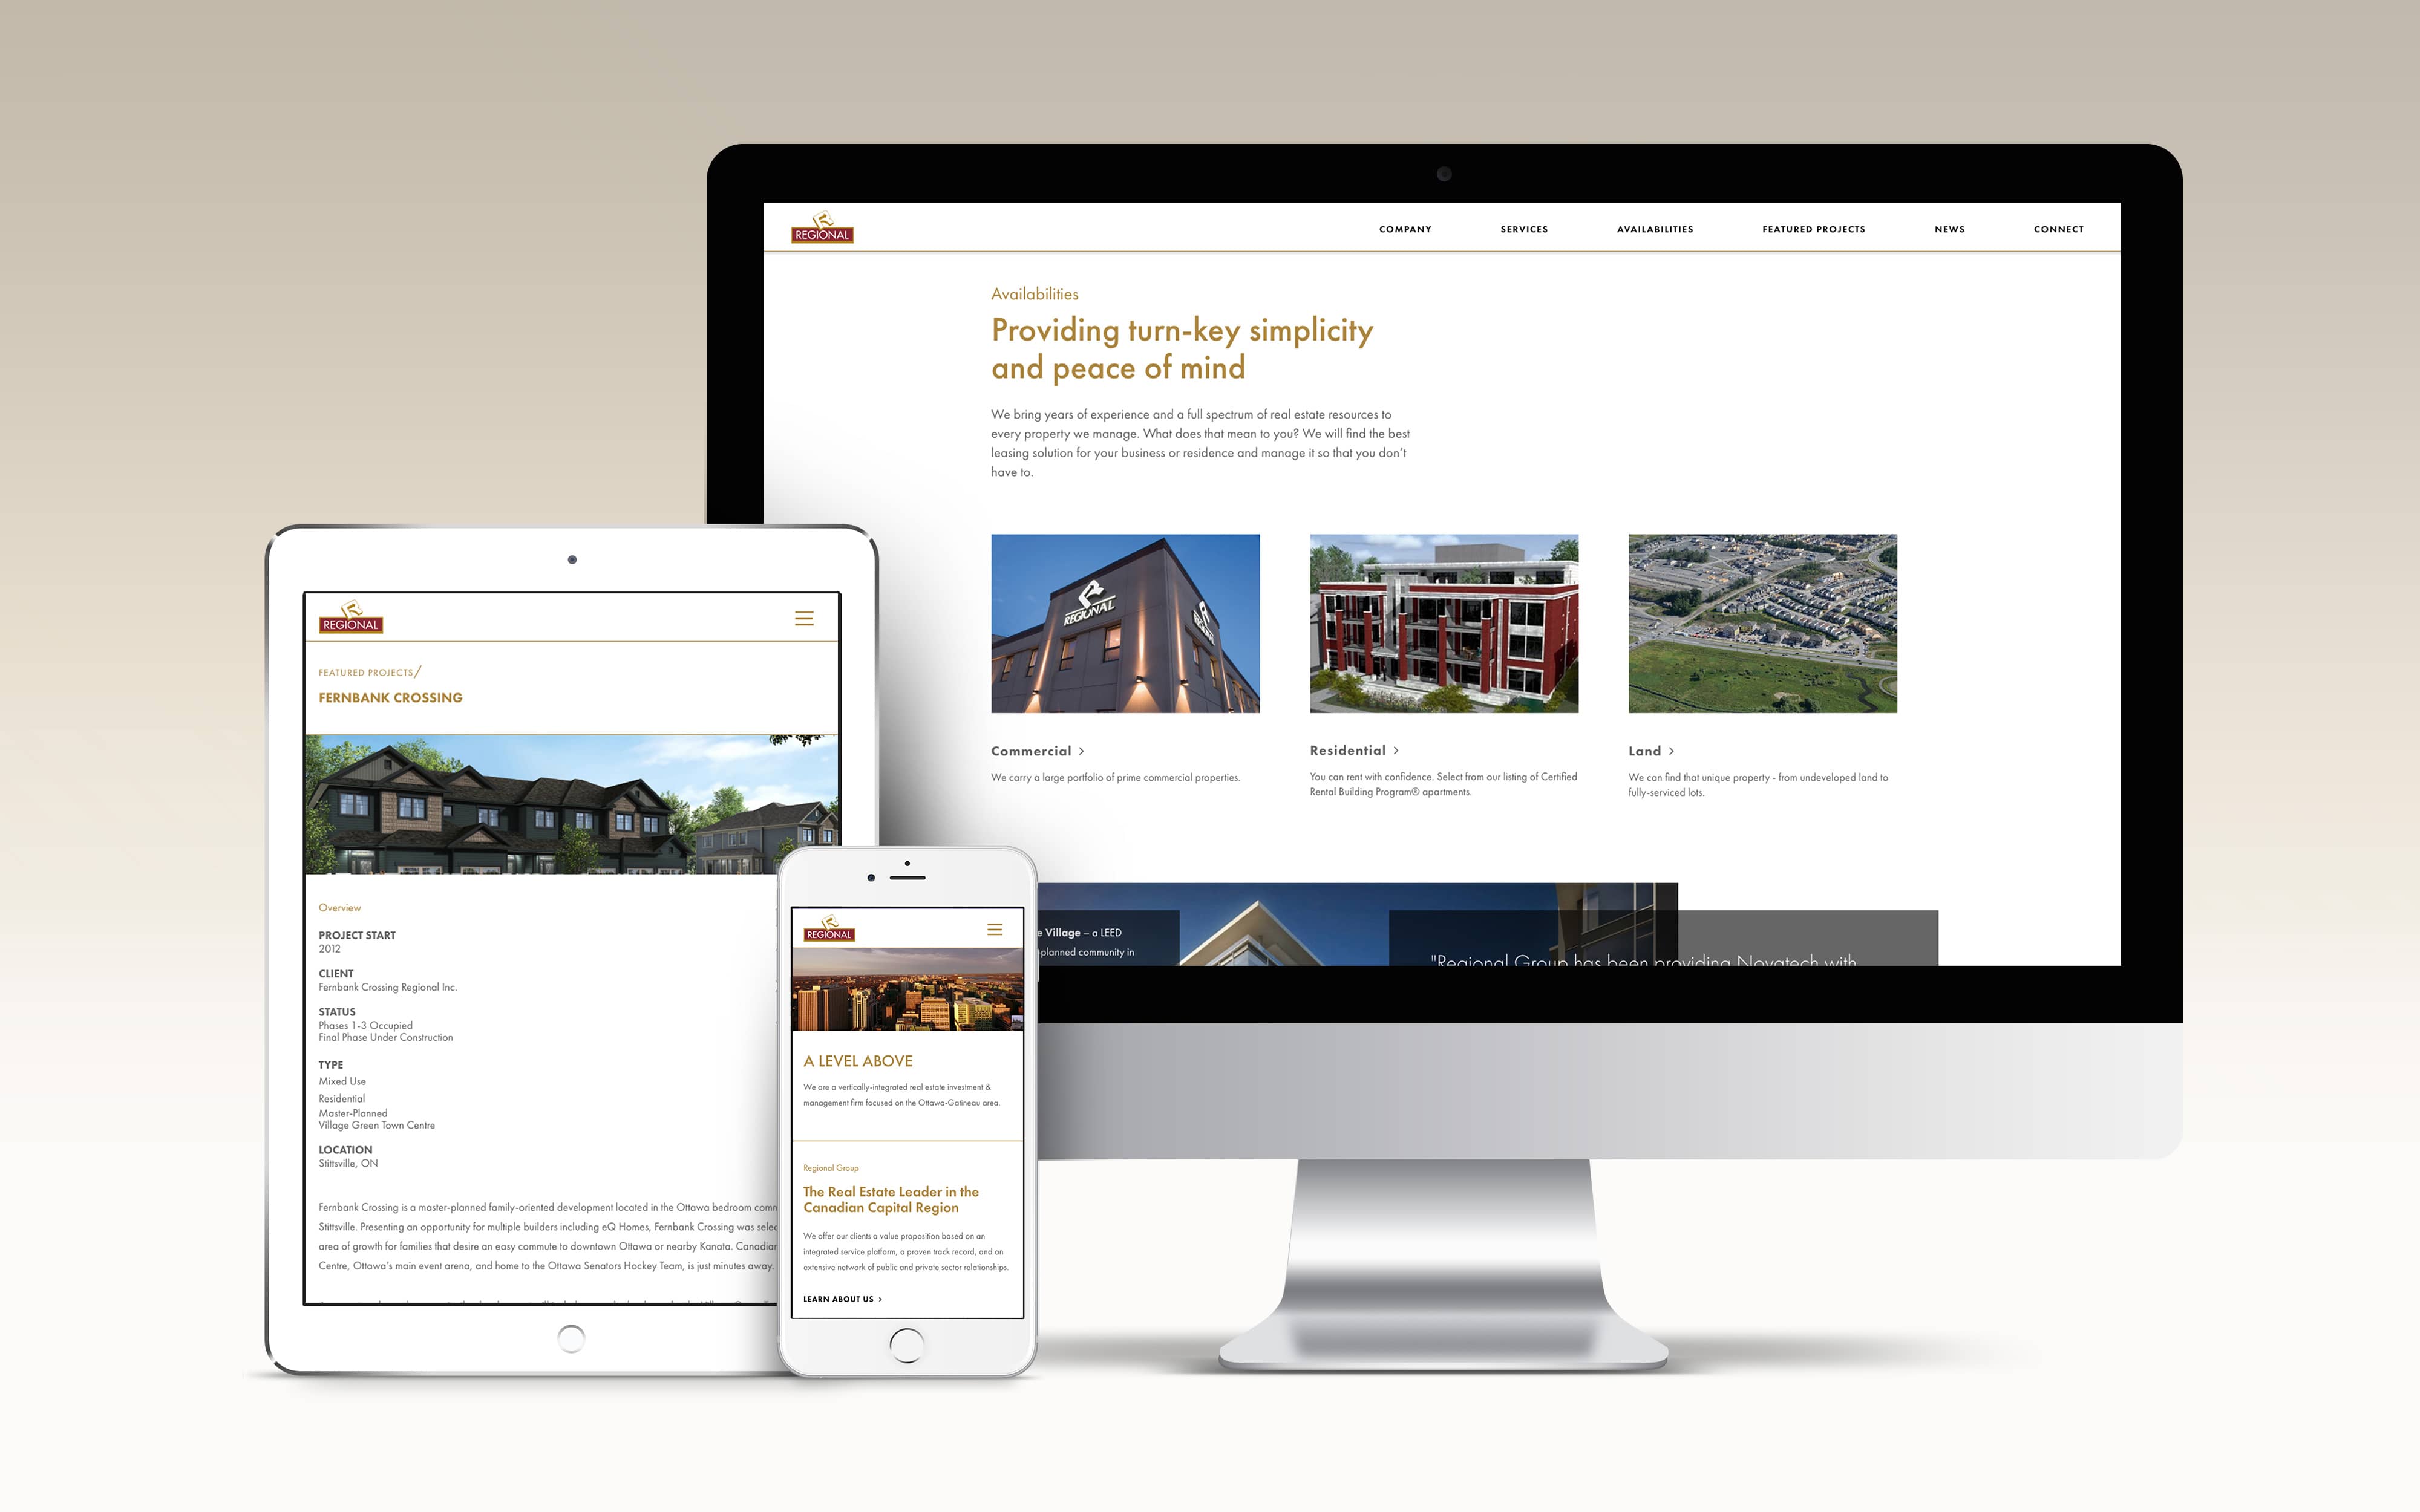 REGIONAL
COMPANY SERVICES AVAILABILITIES FEATURED PROJECTS NEWS CONNECT
Availabilities
Providing turn-key simplicity
and peace of mind
We bring years of experience and a full spectrum of real estate resources to
every property we manage. What does that mean to you? We will find the best
leasing solution for your business or residence and manage it so that you don't
have to.
REGIONAL
Commercial >
We carry a large portfolio of prime commercial properties.
Residential >
You can rent with confidence. Select from our listing of Certified
Rental Building Program® apartments.
Land >
We can find that unique property - from undeveloped land to
fully-serviced lots.
e Village – a LEED
planned community in
"Regional Group has been providing Novatech with
REGIONAL
FEATURED PROJECTS/
FERNBANK CROSSING
Overview
PROJECT START
2012
CLIENT
Fernbank Crossing Regional Inc.
STATUS
Phases 1-3 Occupied
Final Phase Under Construction
TYPE
Mixed Use
Residential
Master-Planned
Village Green Town Centre
LOCATION
Stittsville, ON
Fernbank Crossing is a master-planned family-oriented development located in the Ottawa bedroom comm
Stittsville. Presenting an opportunity for multiple builders including eQ Homes, Fernbank Crossing was selec
area of growth for families that desire an easy commute to downtown Ottawa or nearby Kanata. Canadian
Centre, Ottawa's main event arena, and home to the Ottawa Senators Hockey Team, is just minutes away.
REGIONAL
A LEVEL ABOVE
We are a vertically-integrated real estate investment &
management firm focused on the Ottawa-Gatineau area.
Regional Group
The Real Estate Leader in the
Canadian Capital Region
We offer our clients a value proposition based on an
integrated service platform, a proven track record, and an
extensive network of public and private sector relationships.
LEARN ABOUT US >